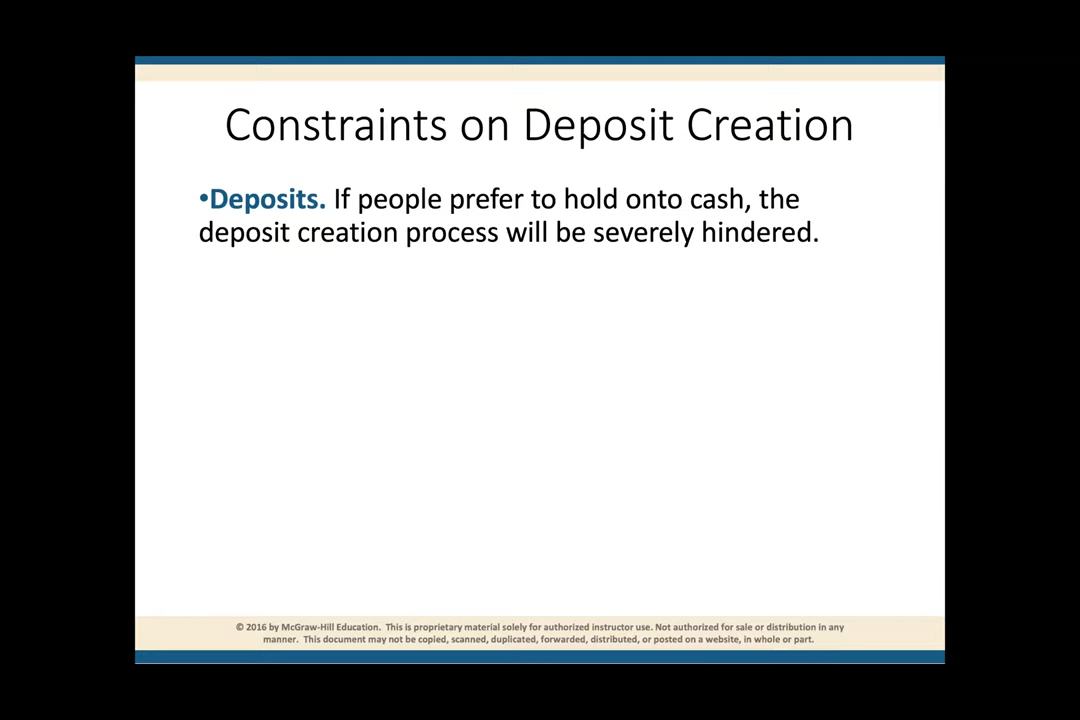 Constraints on Deposit Creation
•Deposits. If people prefer to hold onto cash, the
deposit creation process will be severely hindered.
© 2016 by McGraw-Hill Education. This is proprietary material solely for authorized instructor use. Not authorized for sale or distribution in any
manner. This document may not be copied, scanned, duplicated, forwarded, distributed, or posted on a website, in whole or part.